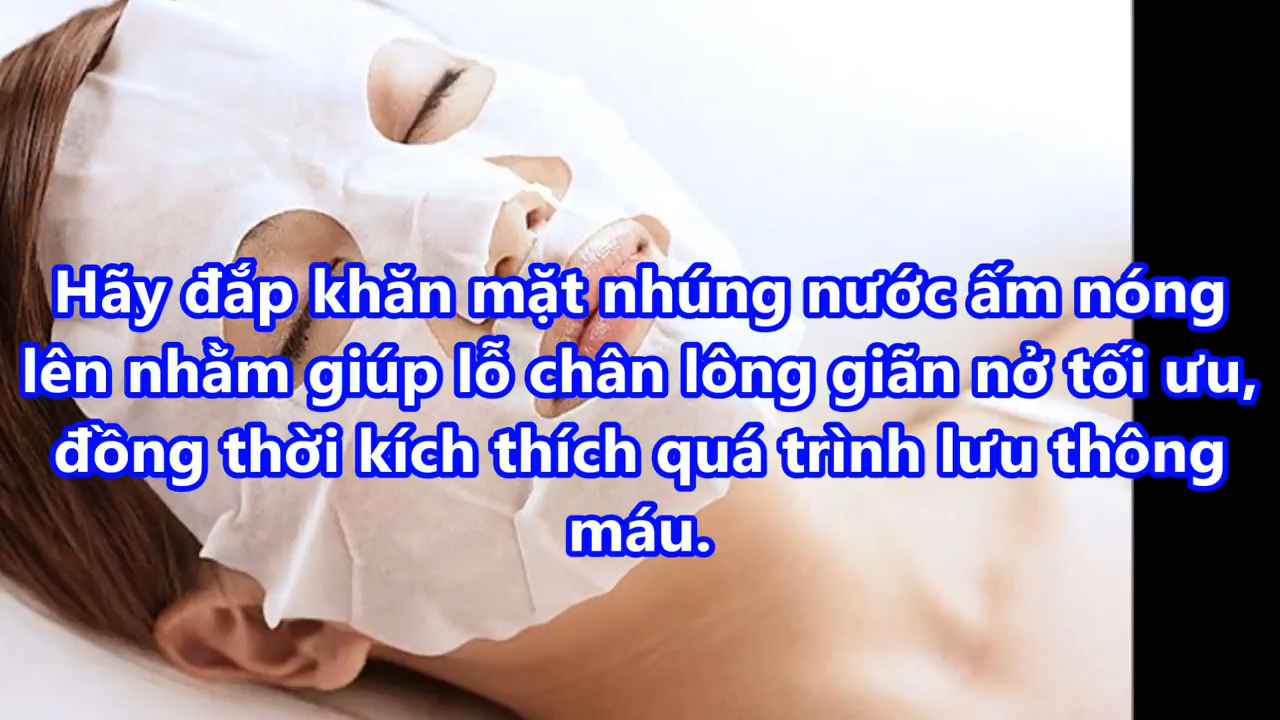 Hãy đắp khăn mặt nhúng nước ấm nóng
lên nhằm giúp lỗ chân lông giãn nở tối ưu,
đồng thời kích thích quá trình lưu thông
máu.